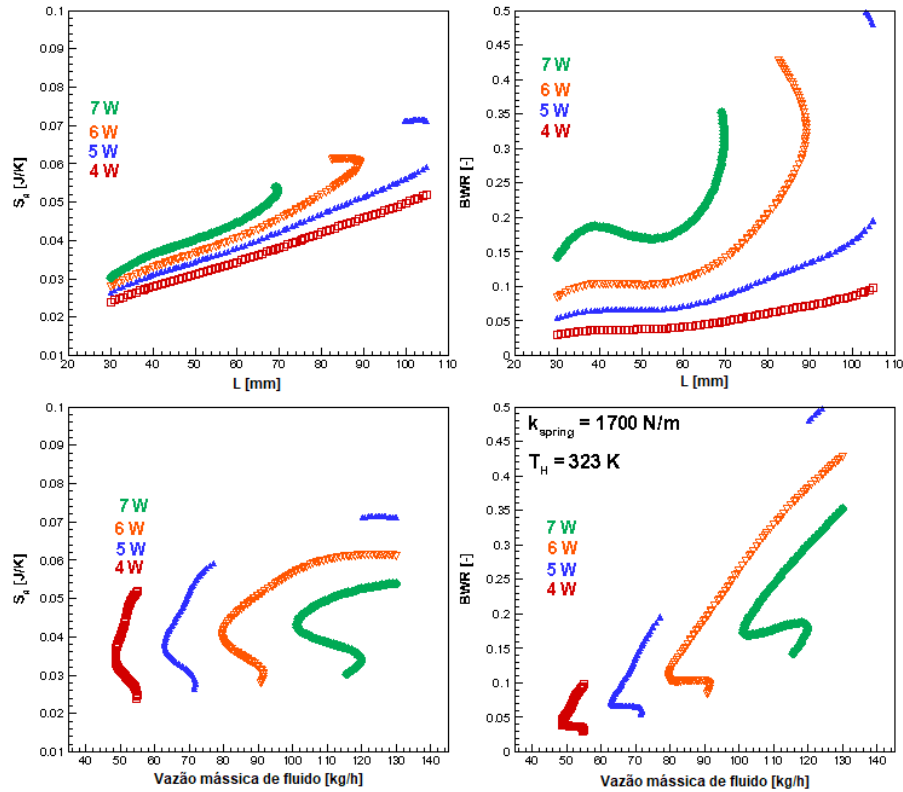 0.1
0.09
0.08
0.07
0.06
0.05
0.04
0.03
0.02
0.01
Sg [J/K]
7 W
6 W
5 W
4 W
20 30 40 50 60 70 80 90 100 110
L [mm]
0.5
0.45
0.4
0.35
0.3
0.25
0.2
0.15
0.1
0.05
0
BWR [-]
7 W
6 W
5 W
4 W
20 30 40 50 60 70 80 90 100 110
L [mm]
0.1
0.09
0.08
0.07
0.06
0.05
0.04
0.03
0.02
0.01
Sg [J/K]
7 W
6 W
5 W
4 W
40 50 60 70 80 90 100 110 120 130 140
Vazão mássica de fluido [kg/h]
0.5
0.45
0.4
0.35
0.3
0.25
0.2
0.15
0.1
0.05
0
BWR [-]
kspring = 1700 N/m
TH = 323 K
7 W
6 W
5 W
4 W
40 50 60 70 80 90 100 110 120 130 140
Vazão mássica de fluido [kg/h]